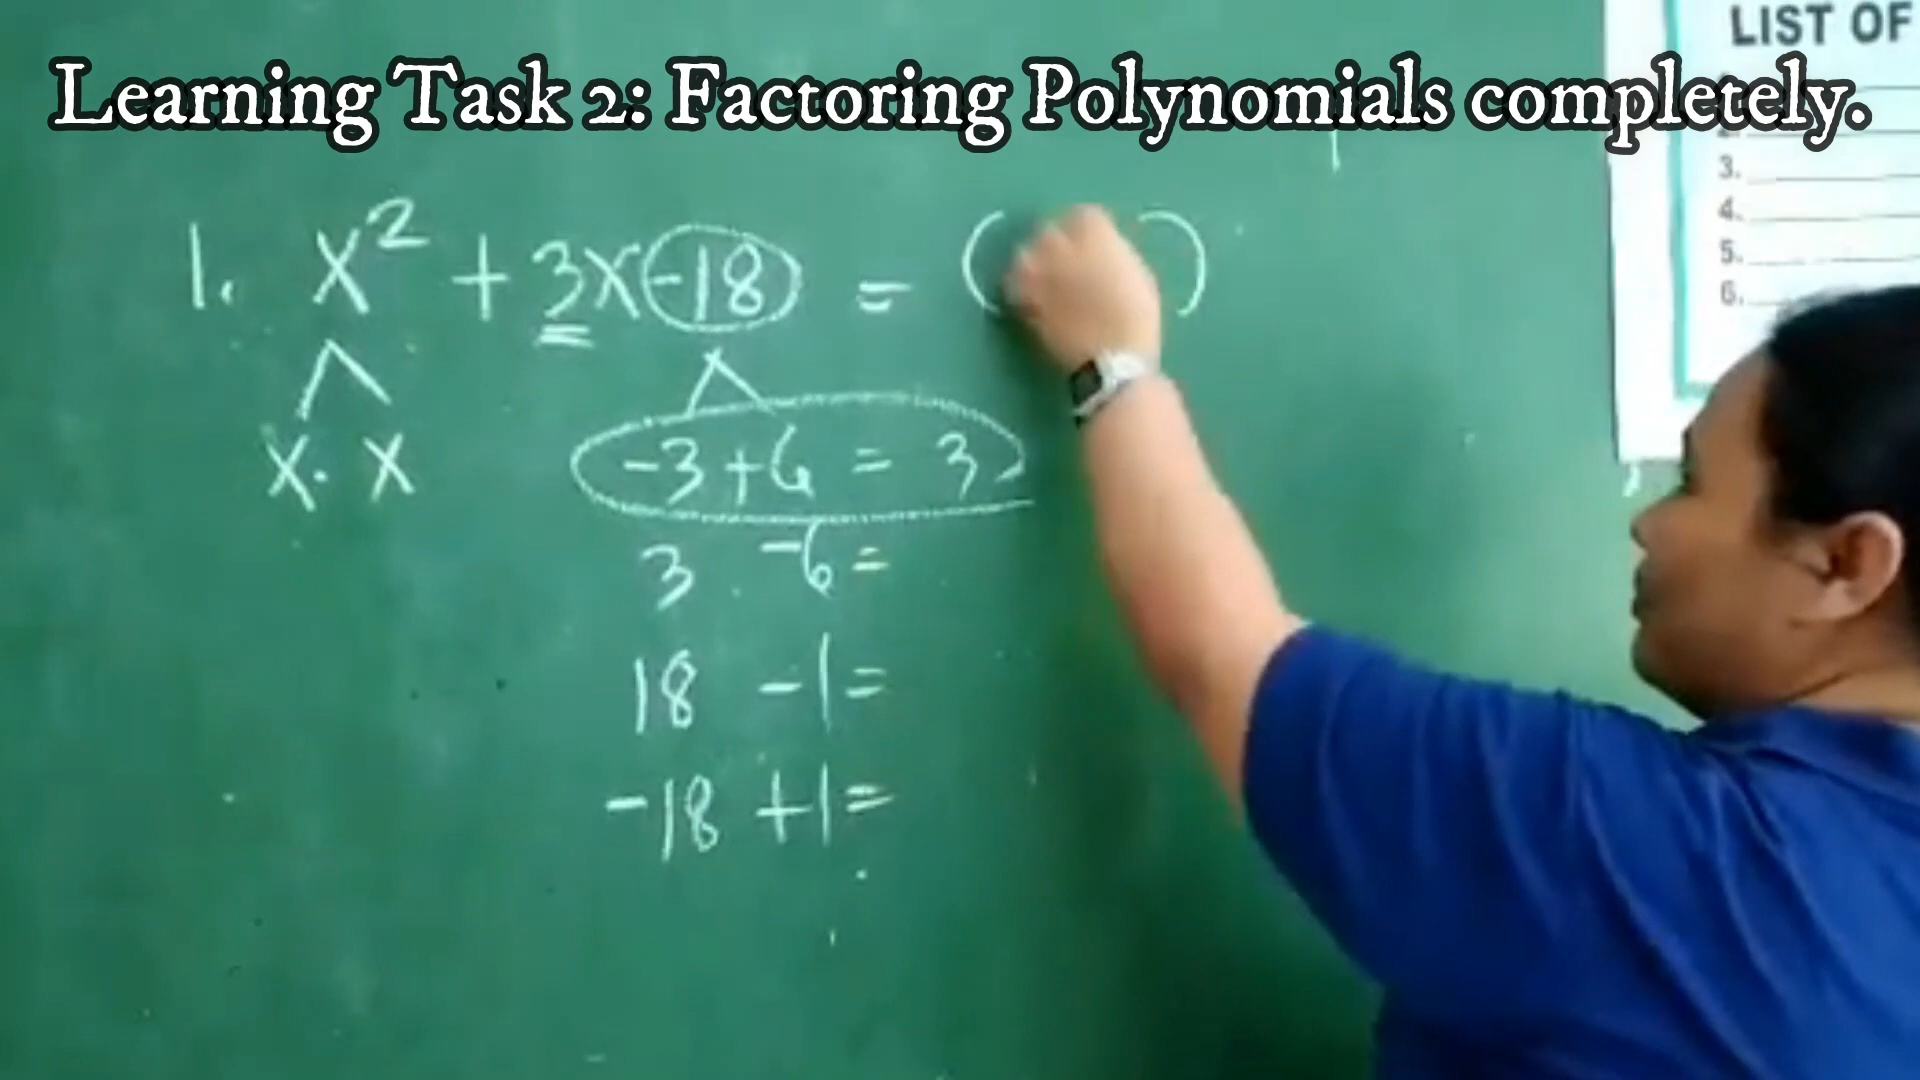 Learning Task 2: Factoring Polynomials completely.
LIST OF
3.
4.
5.
6.
1. x² + 3x -18 = ( )
x . x
-3 + 6 = 3
3 . -6 =
18 -1 =
-18 +1 =